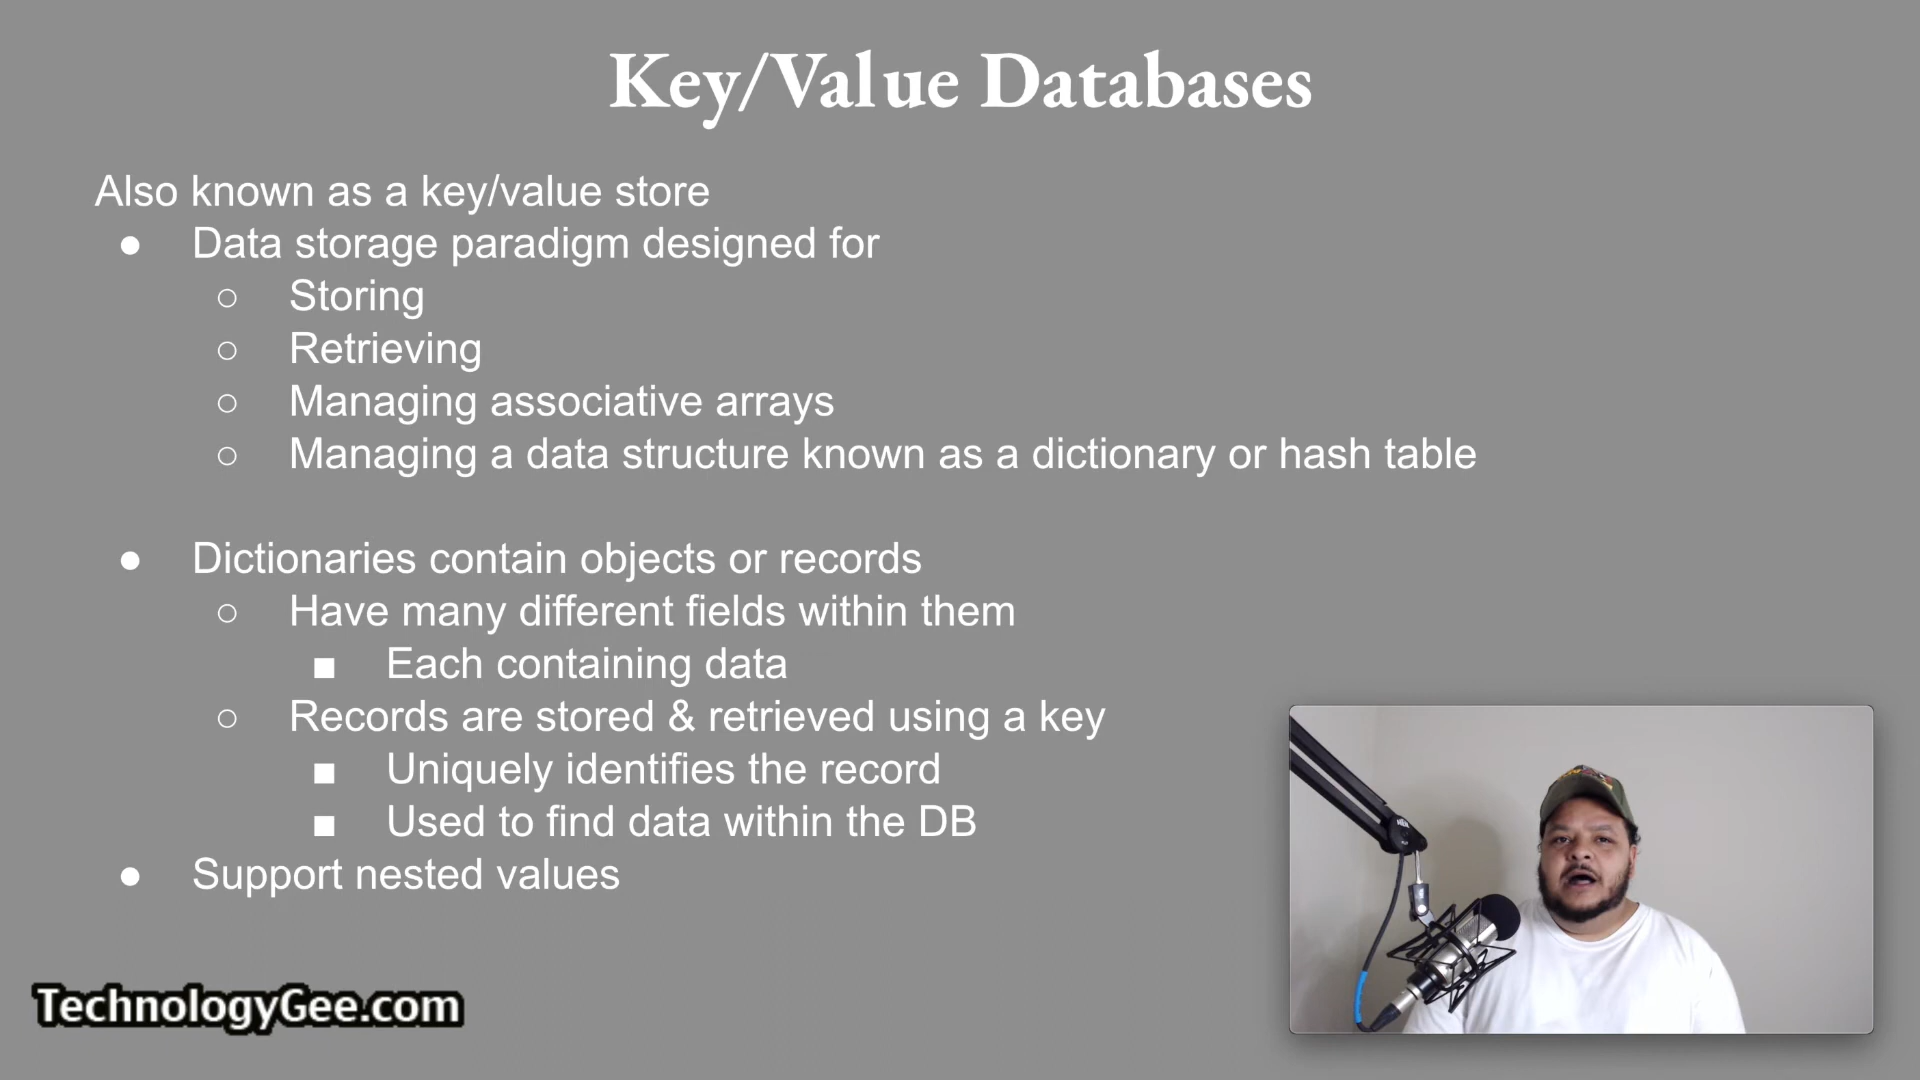 Key/Value Databases
Also known as a key/value store
● Data storage paradigm designed for
○ Storing
○ Retrieving
○ Managing associative arrays
○ Managing a data structure known as a dictionary or hash table
● Dictionaries contain objects or records
○ Have many different fields within them
■ Each containing data
○ Records are stored & retrieved using a key
■ Uniquely identifies the record
■ Used to find data within the DB
● Support nested values
TechnologyGee.com